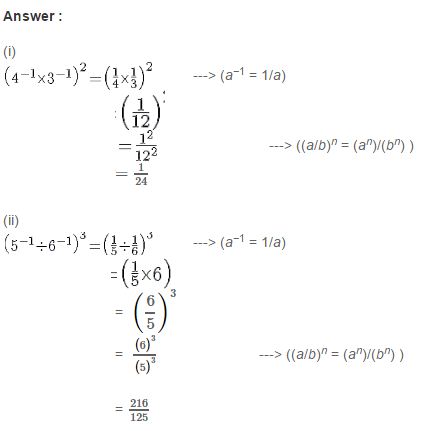 Answer :
(i)
(4⁻¹×3⁻¹)² = (1/4 × 1/3)² ---> (a⁻¹ = 1/a)
: (1/12)
= 1²/12² ---> ((a/b)ⁿ = (aⁿ)/(bⁿ) )
= 1/24
(ii)
(5⁻¹÷6⁻¹)³ = (1/5 ÷ 1/6)³ ---> (a⁻¹ = 1/a)
= (1/5 ×6)
= (6/5)³
= (6)³/(5)³ ---> ((a/b)ⁿ = (aⁿ)/(bⁿ) )
= 216/125